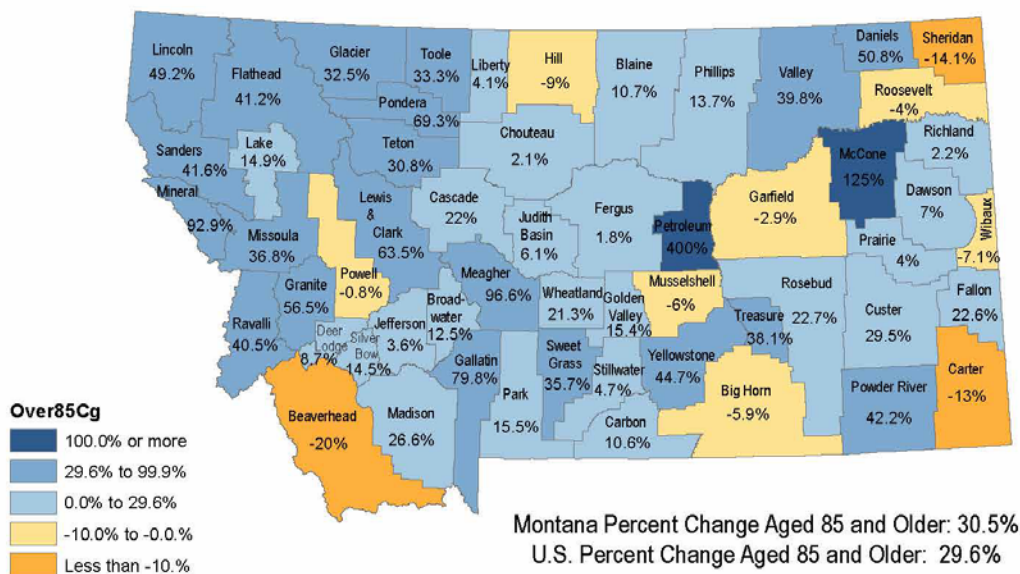 Lincoln
49.2%
Flathead
41.2%
Glacier
32.5%
Toole
33.3%
Liberty
4.1%
Hill
-9%
Blaine
10.7%
Phillips
13.7%
Valley
39.8%
Daniels
50.8%
Sheridan
-14.1%
Roosevelt
-4%
Pondera
69.3%
Chouteau
2.1%
Teton
30.8%
Lake
14.9%
Sanders
41.6%
Mineral
92.9%
Missoula
36.8%
Lewis
&
Clark
63.5%
Cascade
22%
Judith
Basin
6.1%
Fergus
1.8%
Petroleum
400%
Garfield
-2.9%
McCone
125%
Richland
2.2%
Dawson
7%
Wibaux
-7.1%
Prairie
4%
Powell
-0.8%
Granite
56.5%
Ravalli
40.5%
Deer
Lodge
8.7%
Silver
Bow
14.5%
Jefferson
3.6%
Broad-
water
12.5%
Meagher
96.6%
Wheatland
21.3%
Golden
Valley
15.4%
Musselshell
-6%
Rosebud
22.7%
Treasure
38.1%
Custer
29.5%
Fallon
22.6%
Beaverhead
-20%
Madison
26.6%
Gallatin
79.8%
Park
15.5%
Sweet
Grass
35.7%
Stillwater
4.7%
Yellowstone
44.7%
Carbon
10.6%
Big Horn
-5.9%
Powder River
42.2%
Carter
-13%
Over85Cg
100.0% or more
29.6% to 99.9%
0.0% to 29.6%
-10.0% to -0.0.%
Less than -10.%
Montana Percent Change Aged 85 and Older: 30.5%
U.S. Percent Change Aged 85 and Older: 29.6%